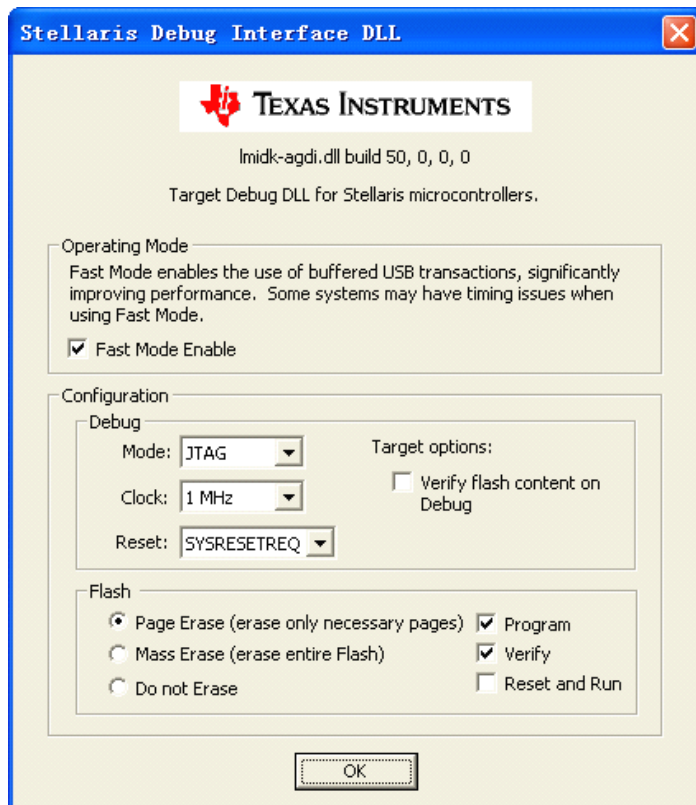 Stellaris Debug Interface DLL
TEXAS INSTRUMENTS
lmidk-agdi.dll build 50, 0, 0, 0
Target Debug DLL for Stellaris microcontrollers.
Operating Mode
Fast Mode enables the use of buffered USB transactions, significantly
improving performance. Some systems may have timing issues when
using Fast Mode.
Fast Mode Enable
Configuration
Debug
Mode: JTAG
Target options:
Clock: 1 MHz
Verify flash content on
Debug
Reset: SYSRESETREQ
Flash
Page Erase (erase only necessary pages)
Program
Mass Erase (erase entire Flash)
Verify
Do not Erase
Reset and Run
OK